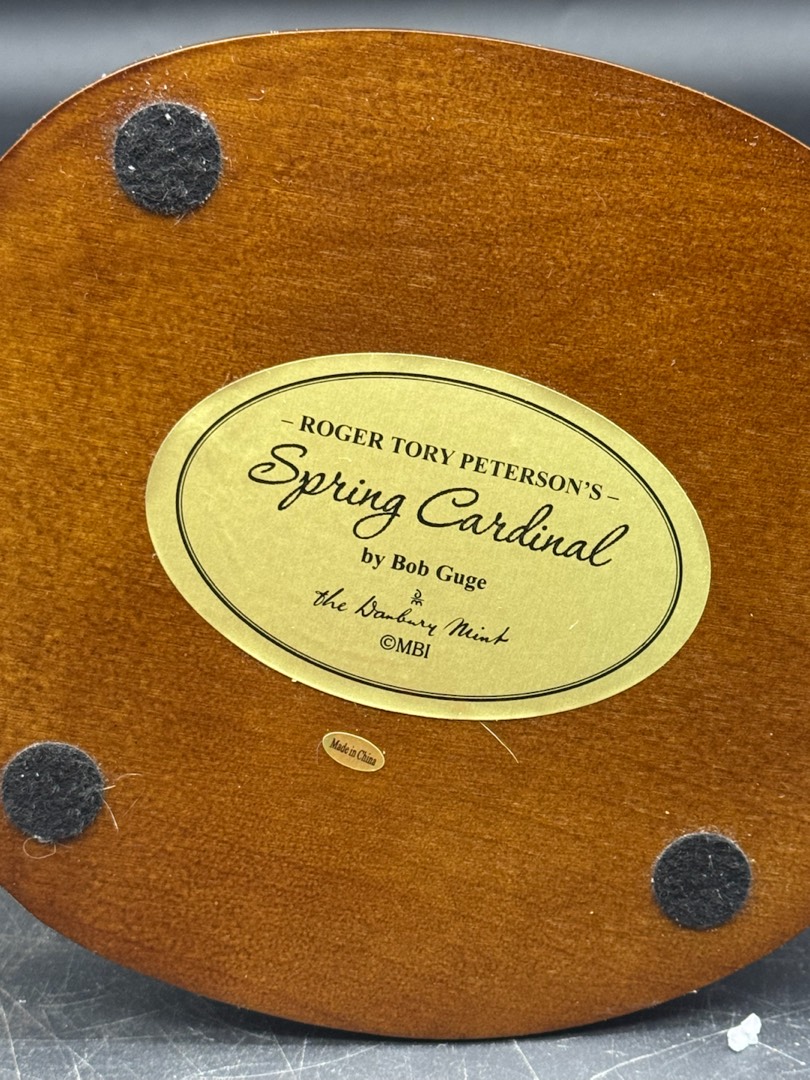 – ROGER TORY PETERSON'S –
Spring Cardinal
by Bob Guge
the Danbury Mint
©MBI
Made in China